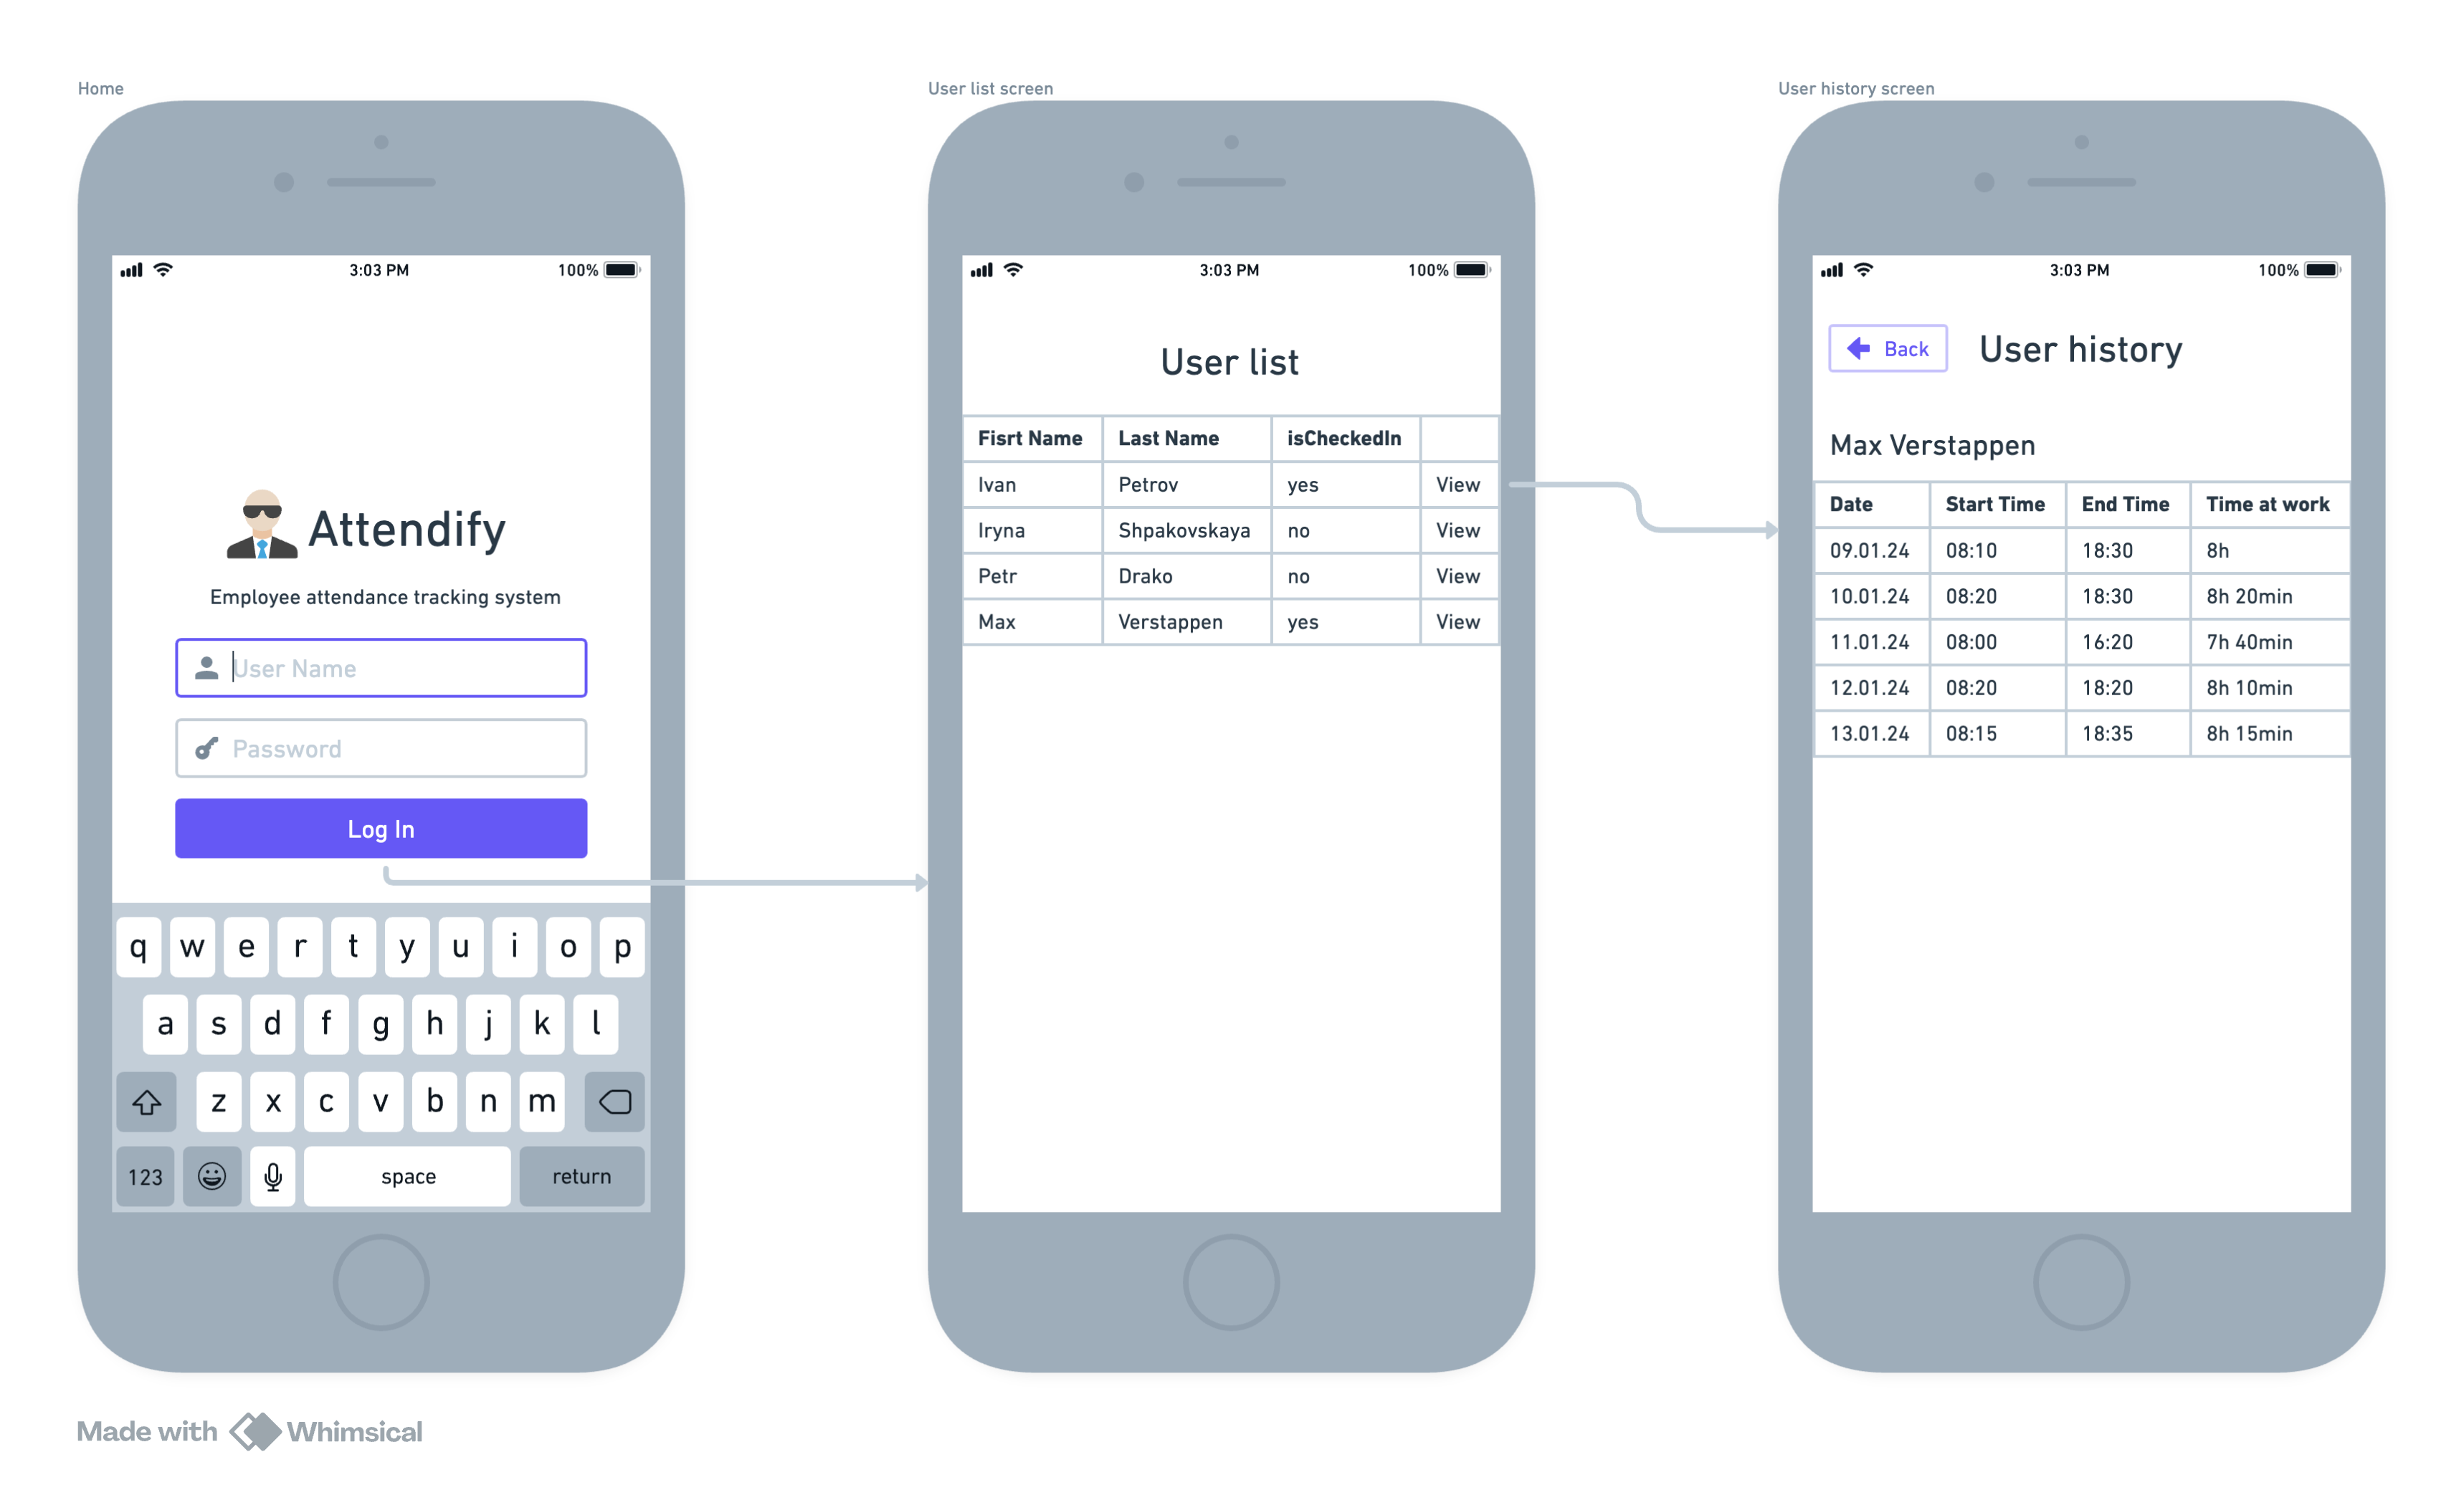 Home
3:03 PM 100%
Attendify
Employee attendance tracking system
User Name
Password
Log In
q w e r t y u i o p
a s d f g h j k l
z x c v b n m
123 space return
User list screen
3:03 PM 100%
User list
Fisrt Name Last Name isCheckedIn
Ivan Petrov yes View
Iryna Shpakovskaya no View
Petr Drako no View
Max Verstappen yes View
User history screen
3:03 PM 100%
Back User history
Max Verstappen
Date Start Time End Time Time at work
09.01.24 08:10 18:30 8h
10.01.24 08:20 18:30 8h 20min
11.01.24 08:00 16:20 7h 40min
12.01.24 08:20 18:20 8h 10min
13.01.24 08:15 18:35 8h 15min
Made with Whimsical